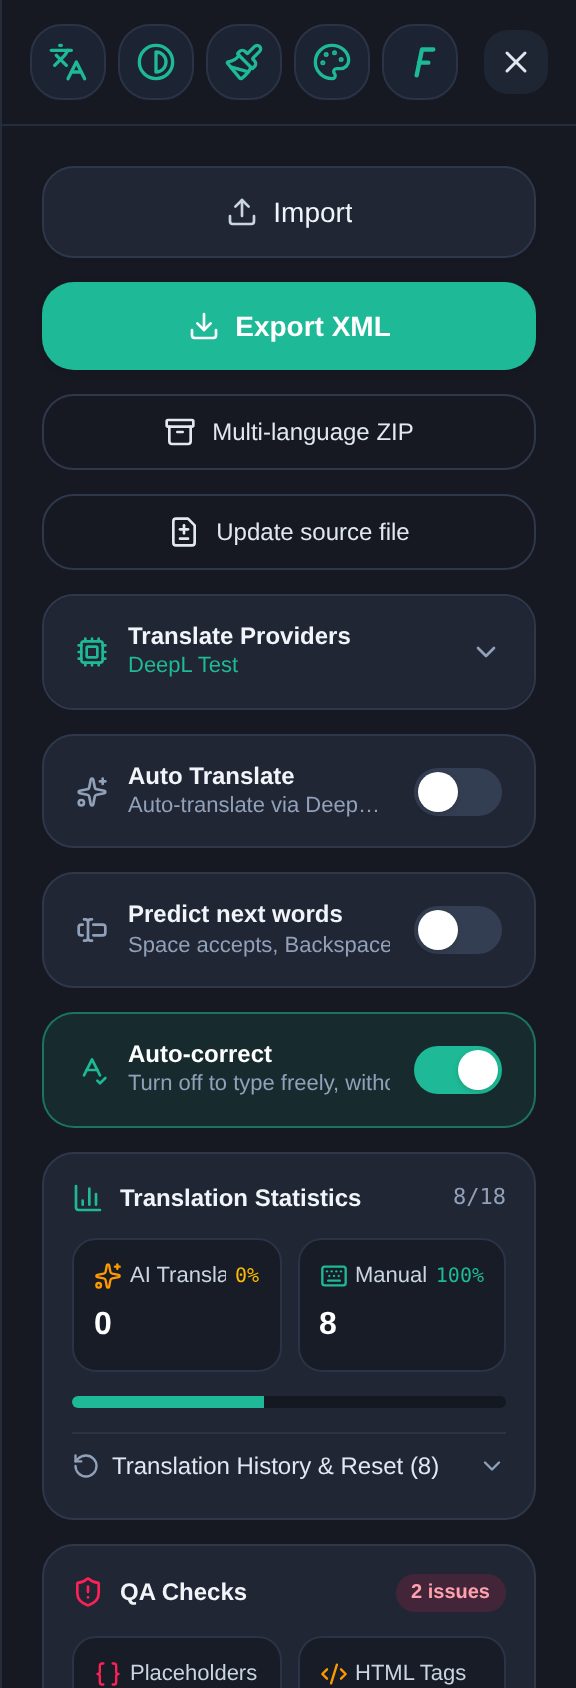 F
Import
Export XML
Multi-language ZIP
Update source file
Translate Providers
DeepL Test
Auto Translate
Auto-translate via Deep...
Predict next words
Space accepts, Backspace
Auto-correct
Turn off to type freely, witho
Translation Statistics 8/18
AI Transla 0%
0
Manual 100%
8
Translation History & Reset (8)
QA Checks 2 issues
Placeholders
HTML Tags